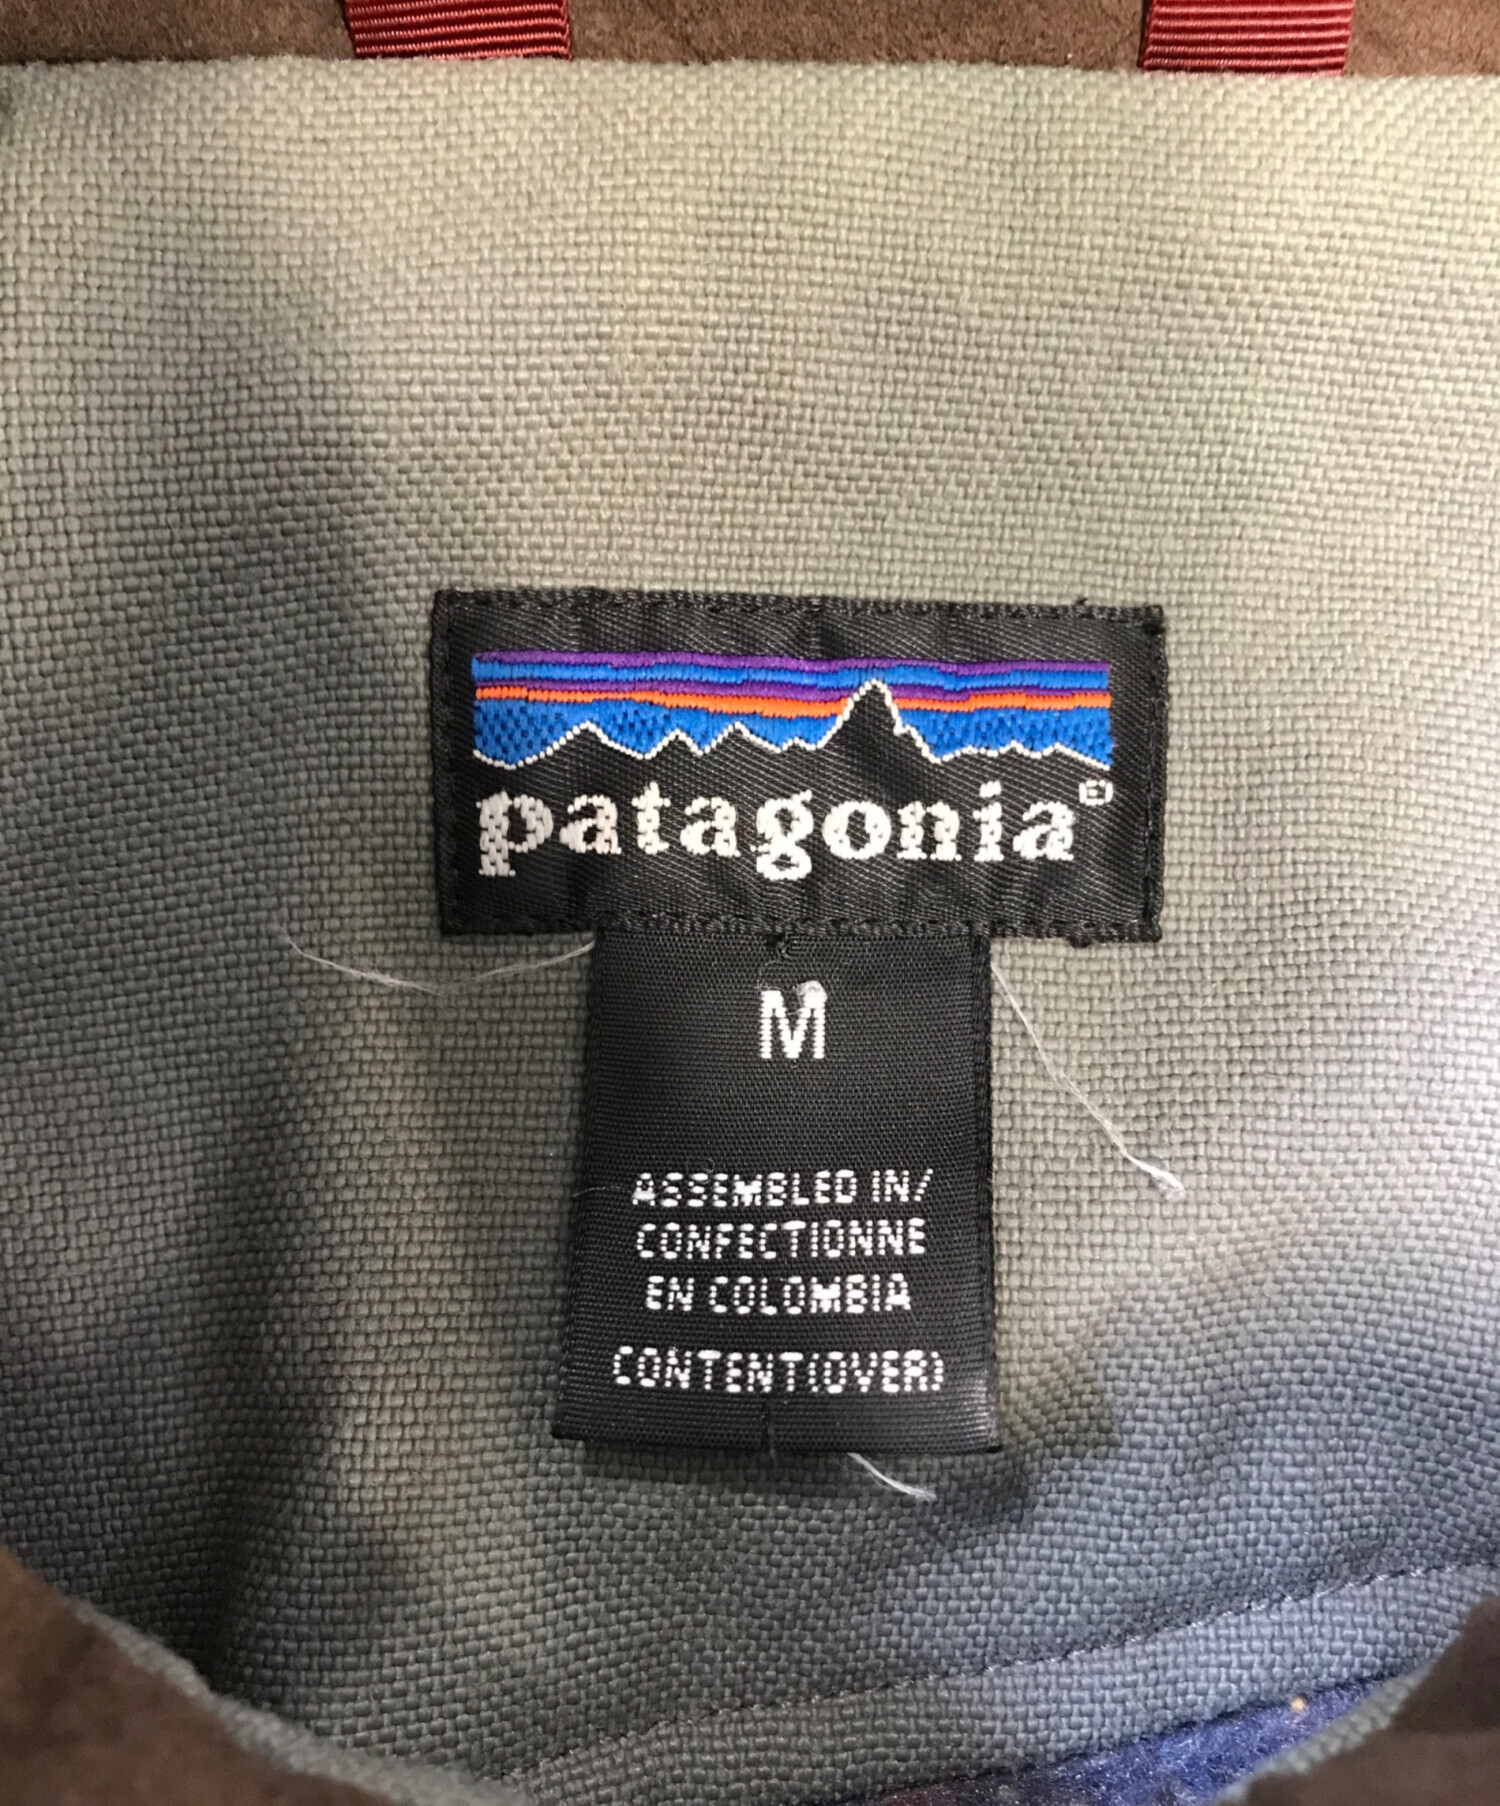 patagonia®
M
ASSEMBLED IN/
CONFECTIONNE
EN COLOMBIA
CONTENT(OVER)